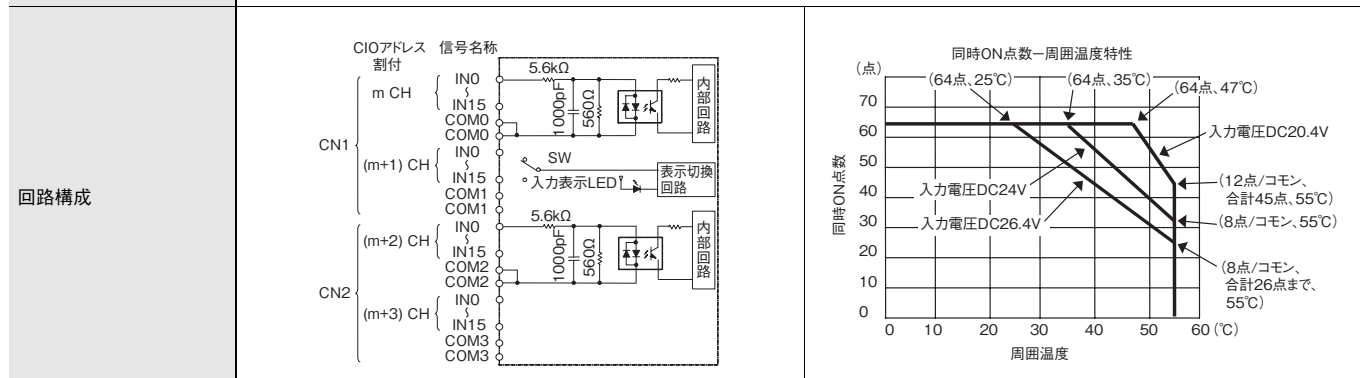 回路構成
CIOアドレス 信号名称
割付
CN1
m CH
IN0
〜
IN15
COM0
COM0
(m+1) CH
IN0
〜
IN15
COM1
COM1
CN2
(m+2) CH
IN0
〜
IN15
COM2
COM2
(m+3) CH
IN0
〜
IN15
COM3
COM3
5.6kΩ
1000pF
560Ω
内部回路
SW
入力表示LED
表示切換
回路
5.6kΩ
1000pF
560Ω
内部回路
同時ON点数−周囲温度特性
(点)
(64点、25℃)
(64点、35℃)
(64点、47℃)
70
60
50
40
30
20
10
0
同時ON点数
入力電圧DC20.4V
入力電圧DC24V
入力電圧DC26.4V
(12点/コモン、
合計45点、55℃)
(8点/コモン、55℃)
(8点/コモン、
合計26点まで、
55℃)
0 10 20 30 40 50 60 (℃)
周囲温度